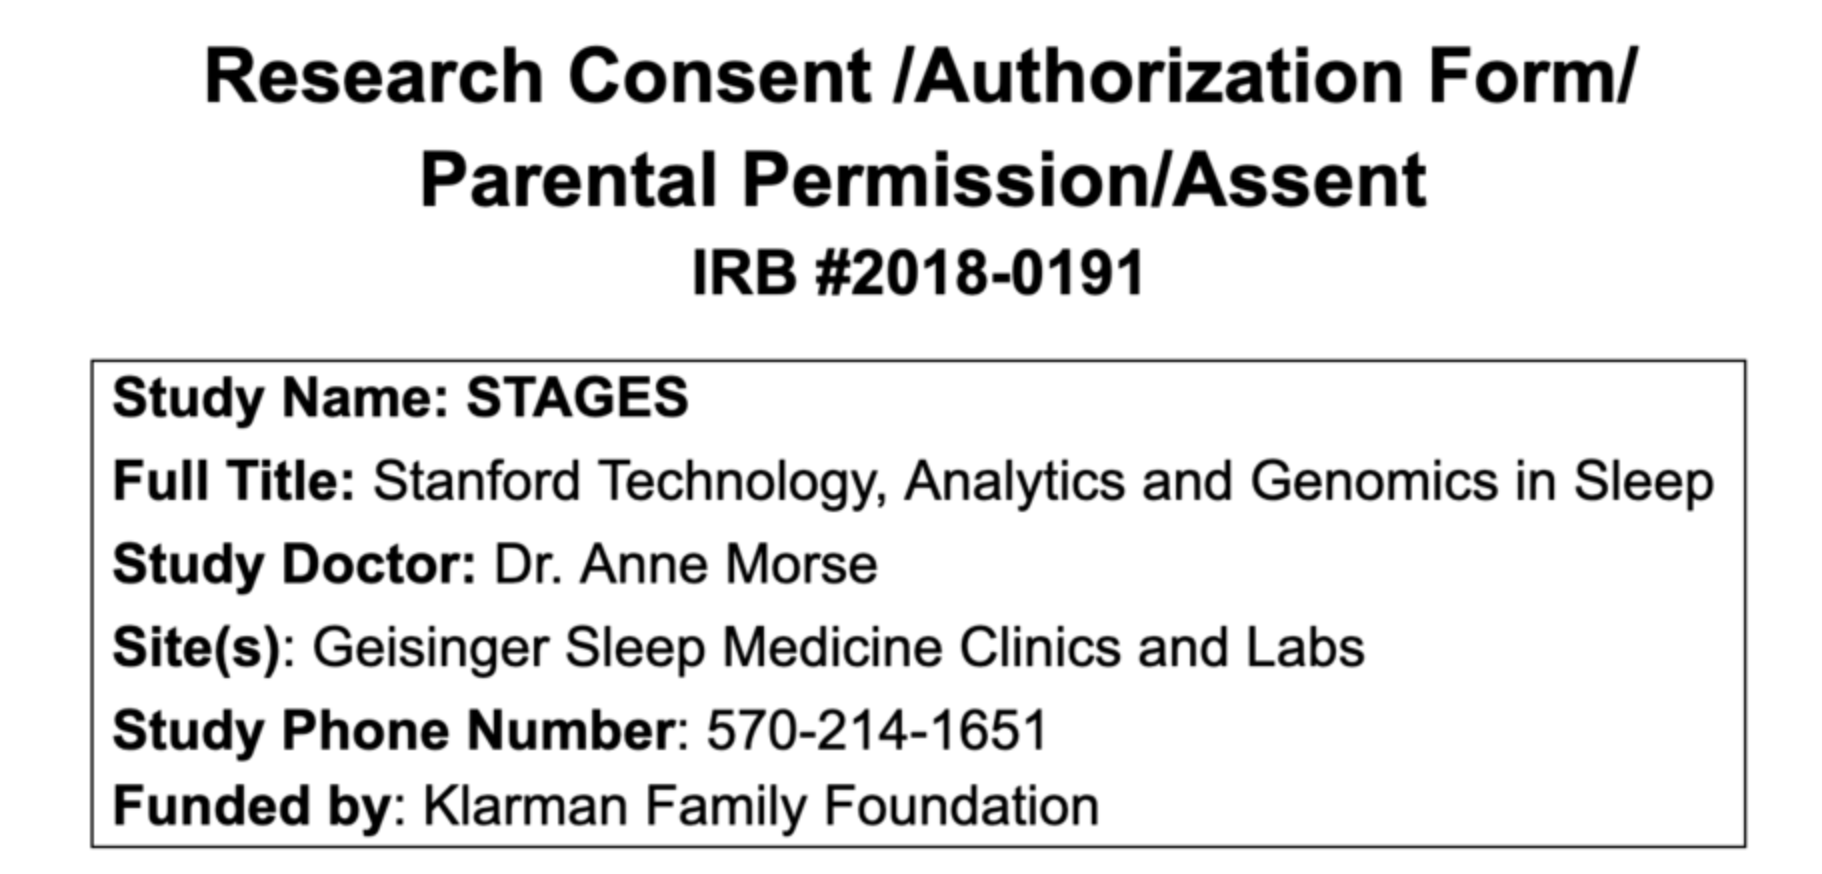 Research Consent /Authorization Form/
Parental Permission/Assent
IRB #2018-0191
Study Name: STAGES
Full Title: Stanford Technology, Analytics and Genomics in Sleep
Study Doctor: Dr. Anne Morse
Site(s): Geisinger Sleep Medicine Clinics and Labs
Study Phone Number: 570-214-1651
Funded by: Klarman Family Foundation